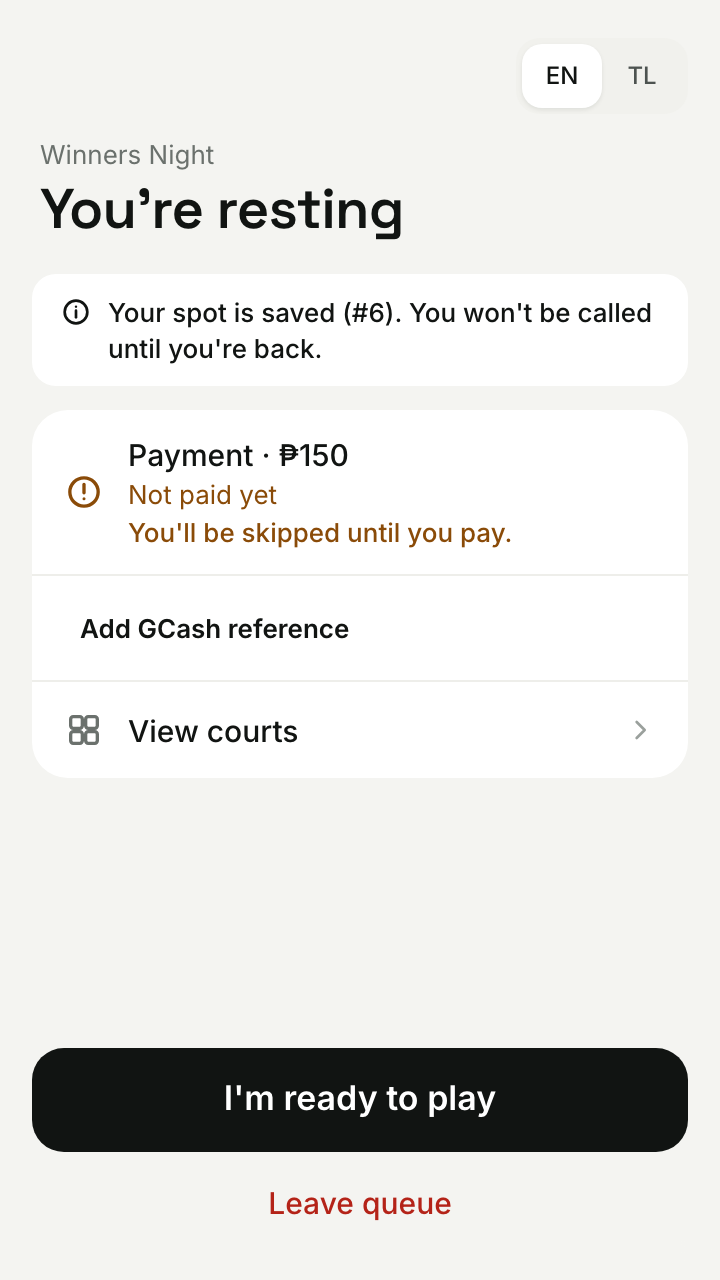 EN TL
Winners Night
You’re resting
Your spot is saved (#6). You won't be called
until you're back.
Payment · ₱150
Not paid yet
You'll be skipped until you pay.
Add GCash reference
View courts
I'm ready to play
Leave queue